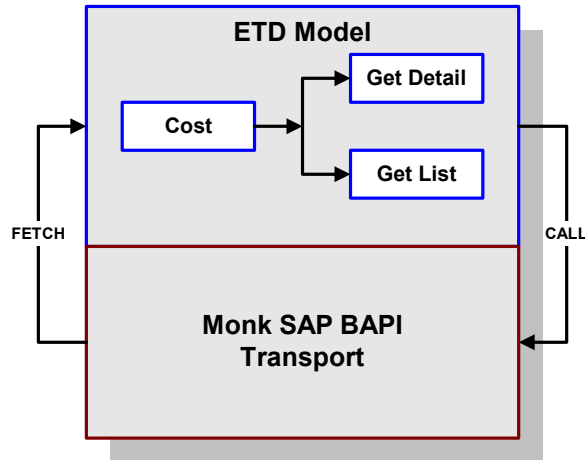 ETD Model
Get Detail
Cost
Get List
FETCH
CALL
Monk SAP BAPI
Transport